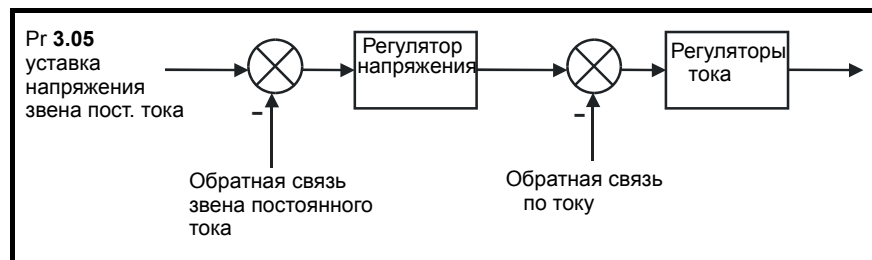 Pr 3.05
уставка
напряжения
звена пост. тока
-
Регулятор
напряжения
-
Регуляторы
тока
Обратная связь
звена постоянного
тока
Обратная связь
по току